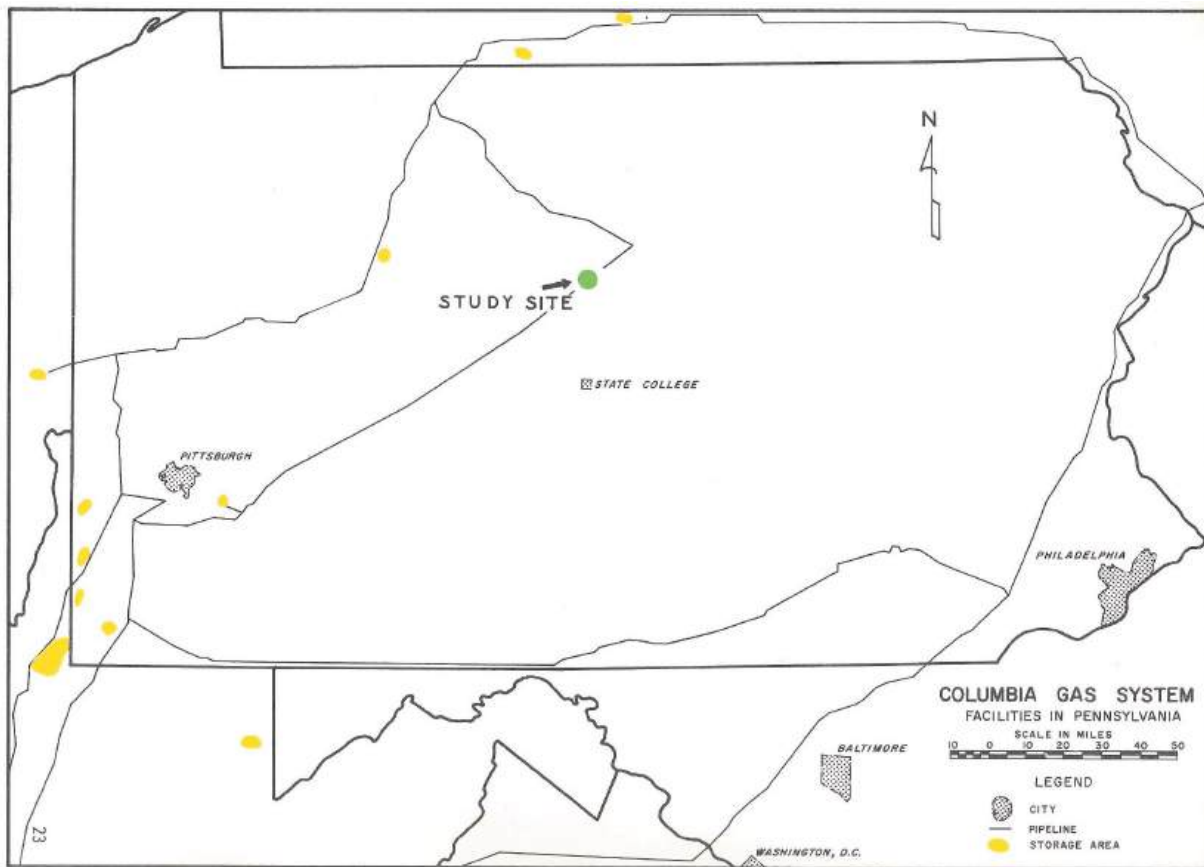 N
STUDY SITE
STATE COLLEGE
PITTSBURGH
PHILADELPHIA
COLUMBIA GAS SYSTEM
FACILITIES IN PENNSYLVANIA
SCALE IN MILES
10 0 10 20 30 40 50
BALTIMORE
LEGEND
CITY
PIPELINE
STORAGE AREA
WASHINGTON, D.C.
23